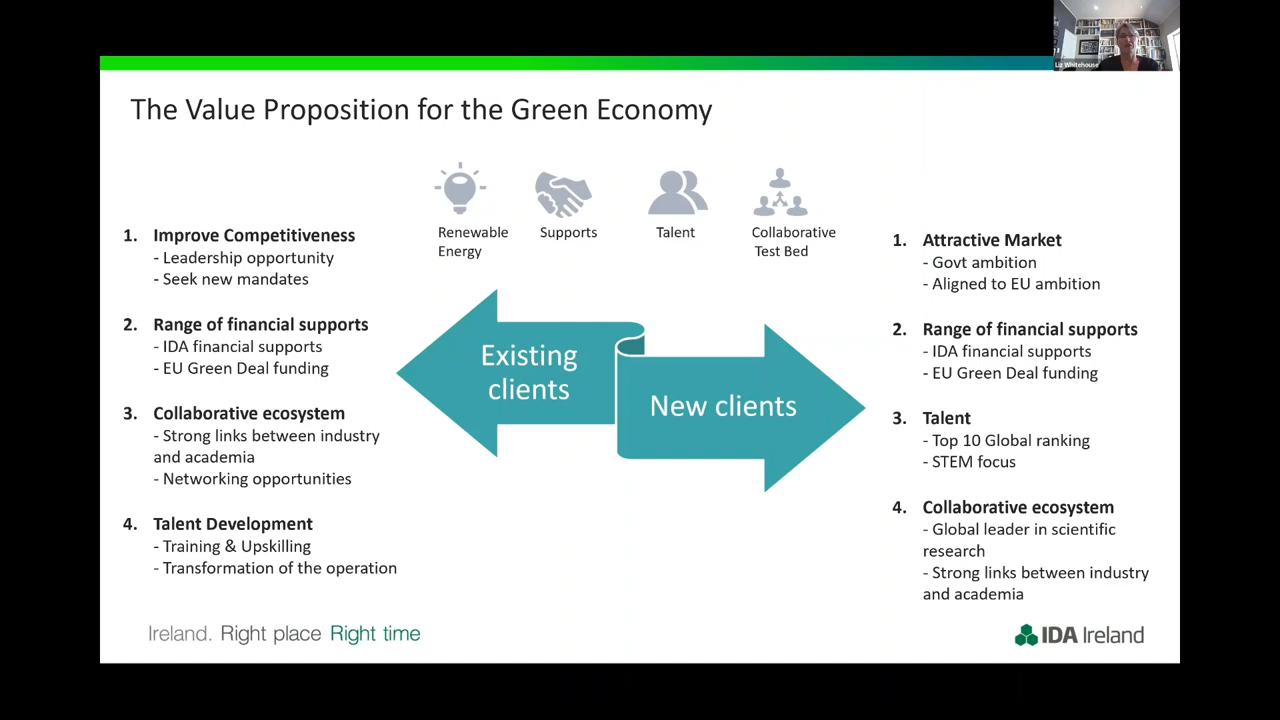 Liz Whitehouse
The Value Proposition for the Green Economy
Renewable
Energy
Supports
Talent
Collaborative
Test Bed
1. Improve Competitiveness
- Leadership opportunity
- Seek new mandates
2. Range of financial supports
- IDA financial supports
- EU Green Deal funding
3. Collaborative ecosystem
- Strong links between industry
and academia
- Networking opportunities
4. Talent Development
- Training & Upskilling
- Transformation of the operation
Existing
clients
New clients
1. Attractive Market
- Govt ambition
- Aligned to EU ambition
2. Range of financial supports
- IDA financial supports
- EU Green Deal funding
3. Talent
- Top 10 Global ranking
- STEM focus
4. Collaborative ecosystem
- Global leader in scientific
research
- Strong links between industry
and academia
Ireland. Right place Right time
IDA Ireland